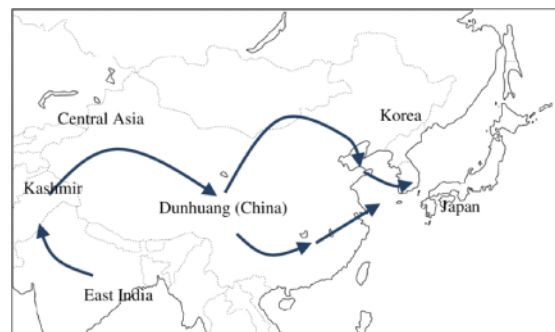 Korea
Central Asia
Kashmir
Dunhuang (China)
Japan
East India